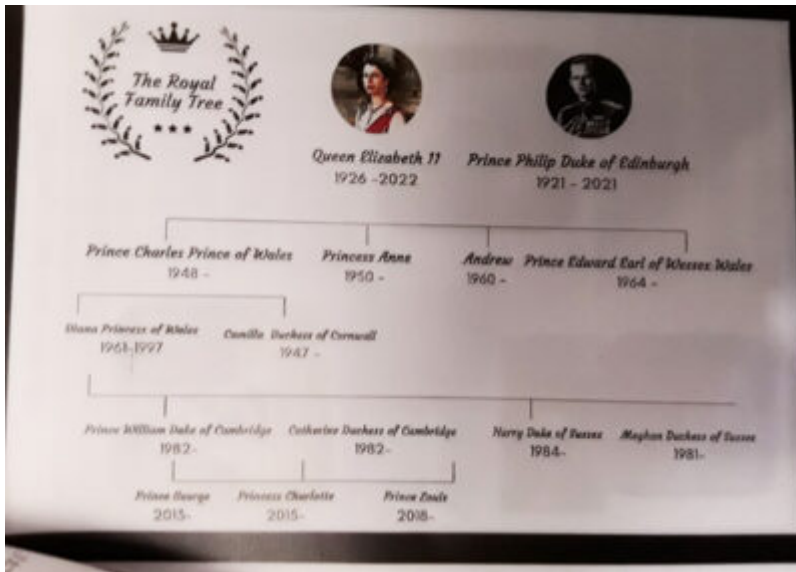 The Royal
Family Tree
Queen Elizabeth 11
1926 -2022
Prince Philip Duke of Edinburgh
1921 - 2021
Prince Charles Prince of Wales
1948 -
Princess Anne
1950 -
Andrew
1960 -
Prince Edward Earl of Wessex Wales
1964 -
Diana Princess of Wales
1961-1997
Camilla Duchess of Cornwall
1947 -
Prince William Duke of Cambridge
1982-
Catherine Duchess of Cambridge
1982-
Harry Duke of Sussex
1984-
Meghan Duchess of Sussex
1981-
Prince George
2013-
Princess Charlotte
2015-
Prince Louis
2018-